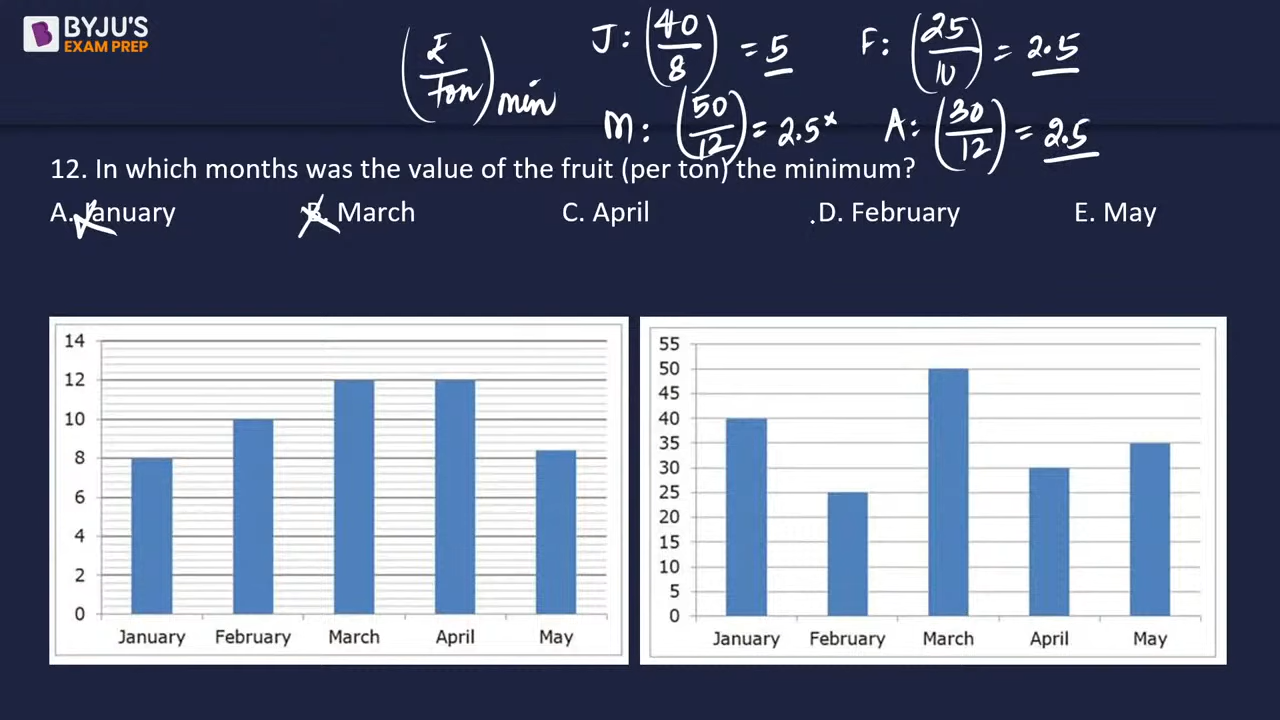 BYJU'S
EXAM PREP
(₤/Ton) min
J: (40/8) = 5
F: (25/10) = 2.5
M: (50/12) = 2.5×
A: (30/12) = 2.5
12. In which months was the value of the fruit (per ton) the minimum?
A. January B. March C. April .D. February E. May
14
12
10
8
6
4
2
0
January February March April May
55
50
45
40
35
30
25
20
15
10
5
0
January February March April May